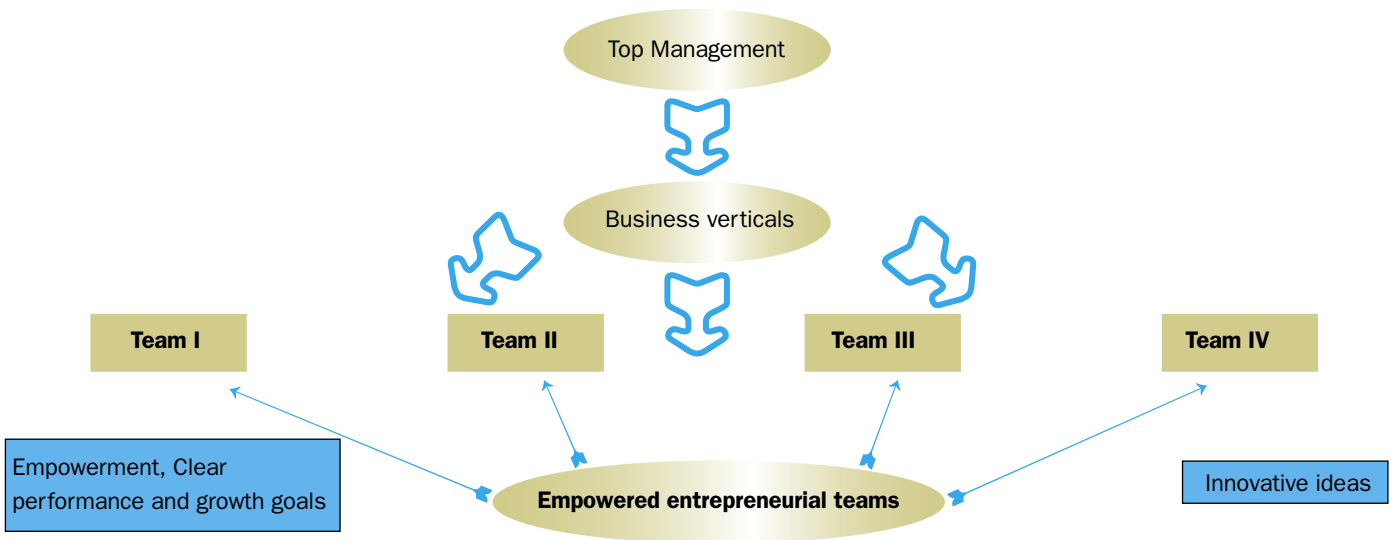 Top Management
Business verticals
Team I
Team II
Team III
Team IV
Empowerment, Clear
performance and growth goals
Empowered entrepreneurial teams
Innovative ideas